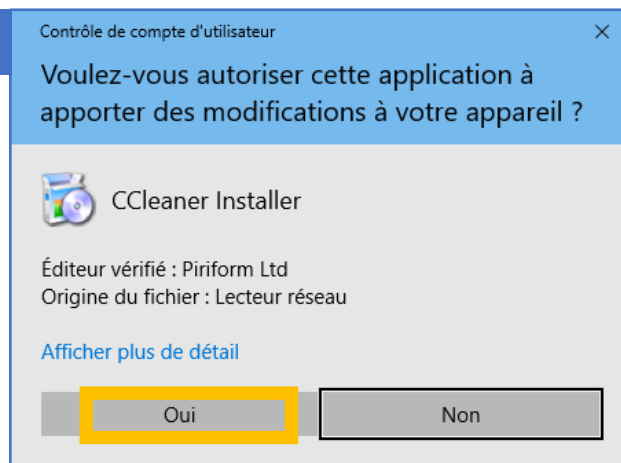 Contrôle de compte d'utilisateur
Voulez-vous autoriser cette application à
apporter des modifications à votre appareil ?
CCleaner Installer
Éditeur vérifié : Piriform Ltd
Origine du fichier : Lecteur réseau
Afficher plus de détail
Oui Non